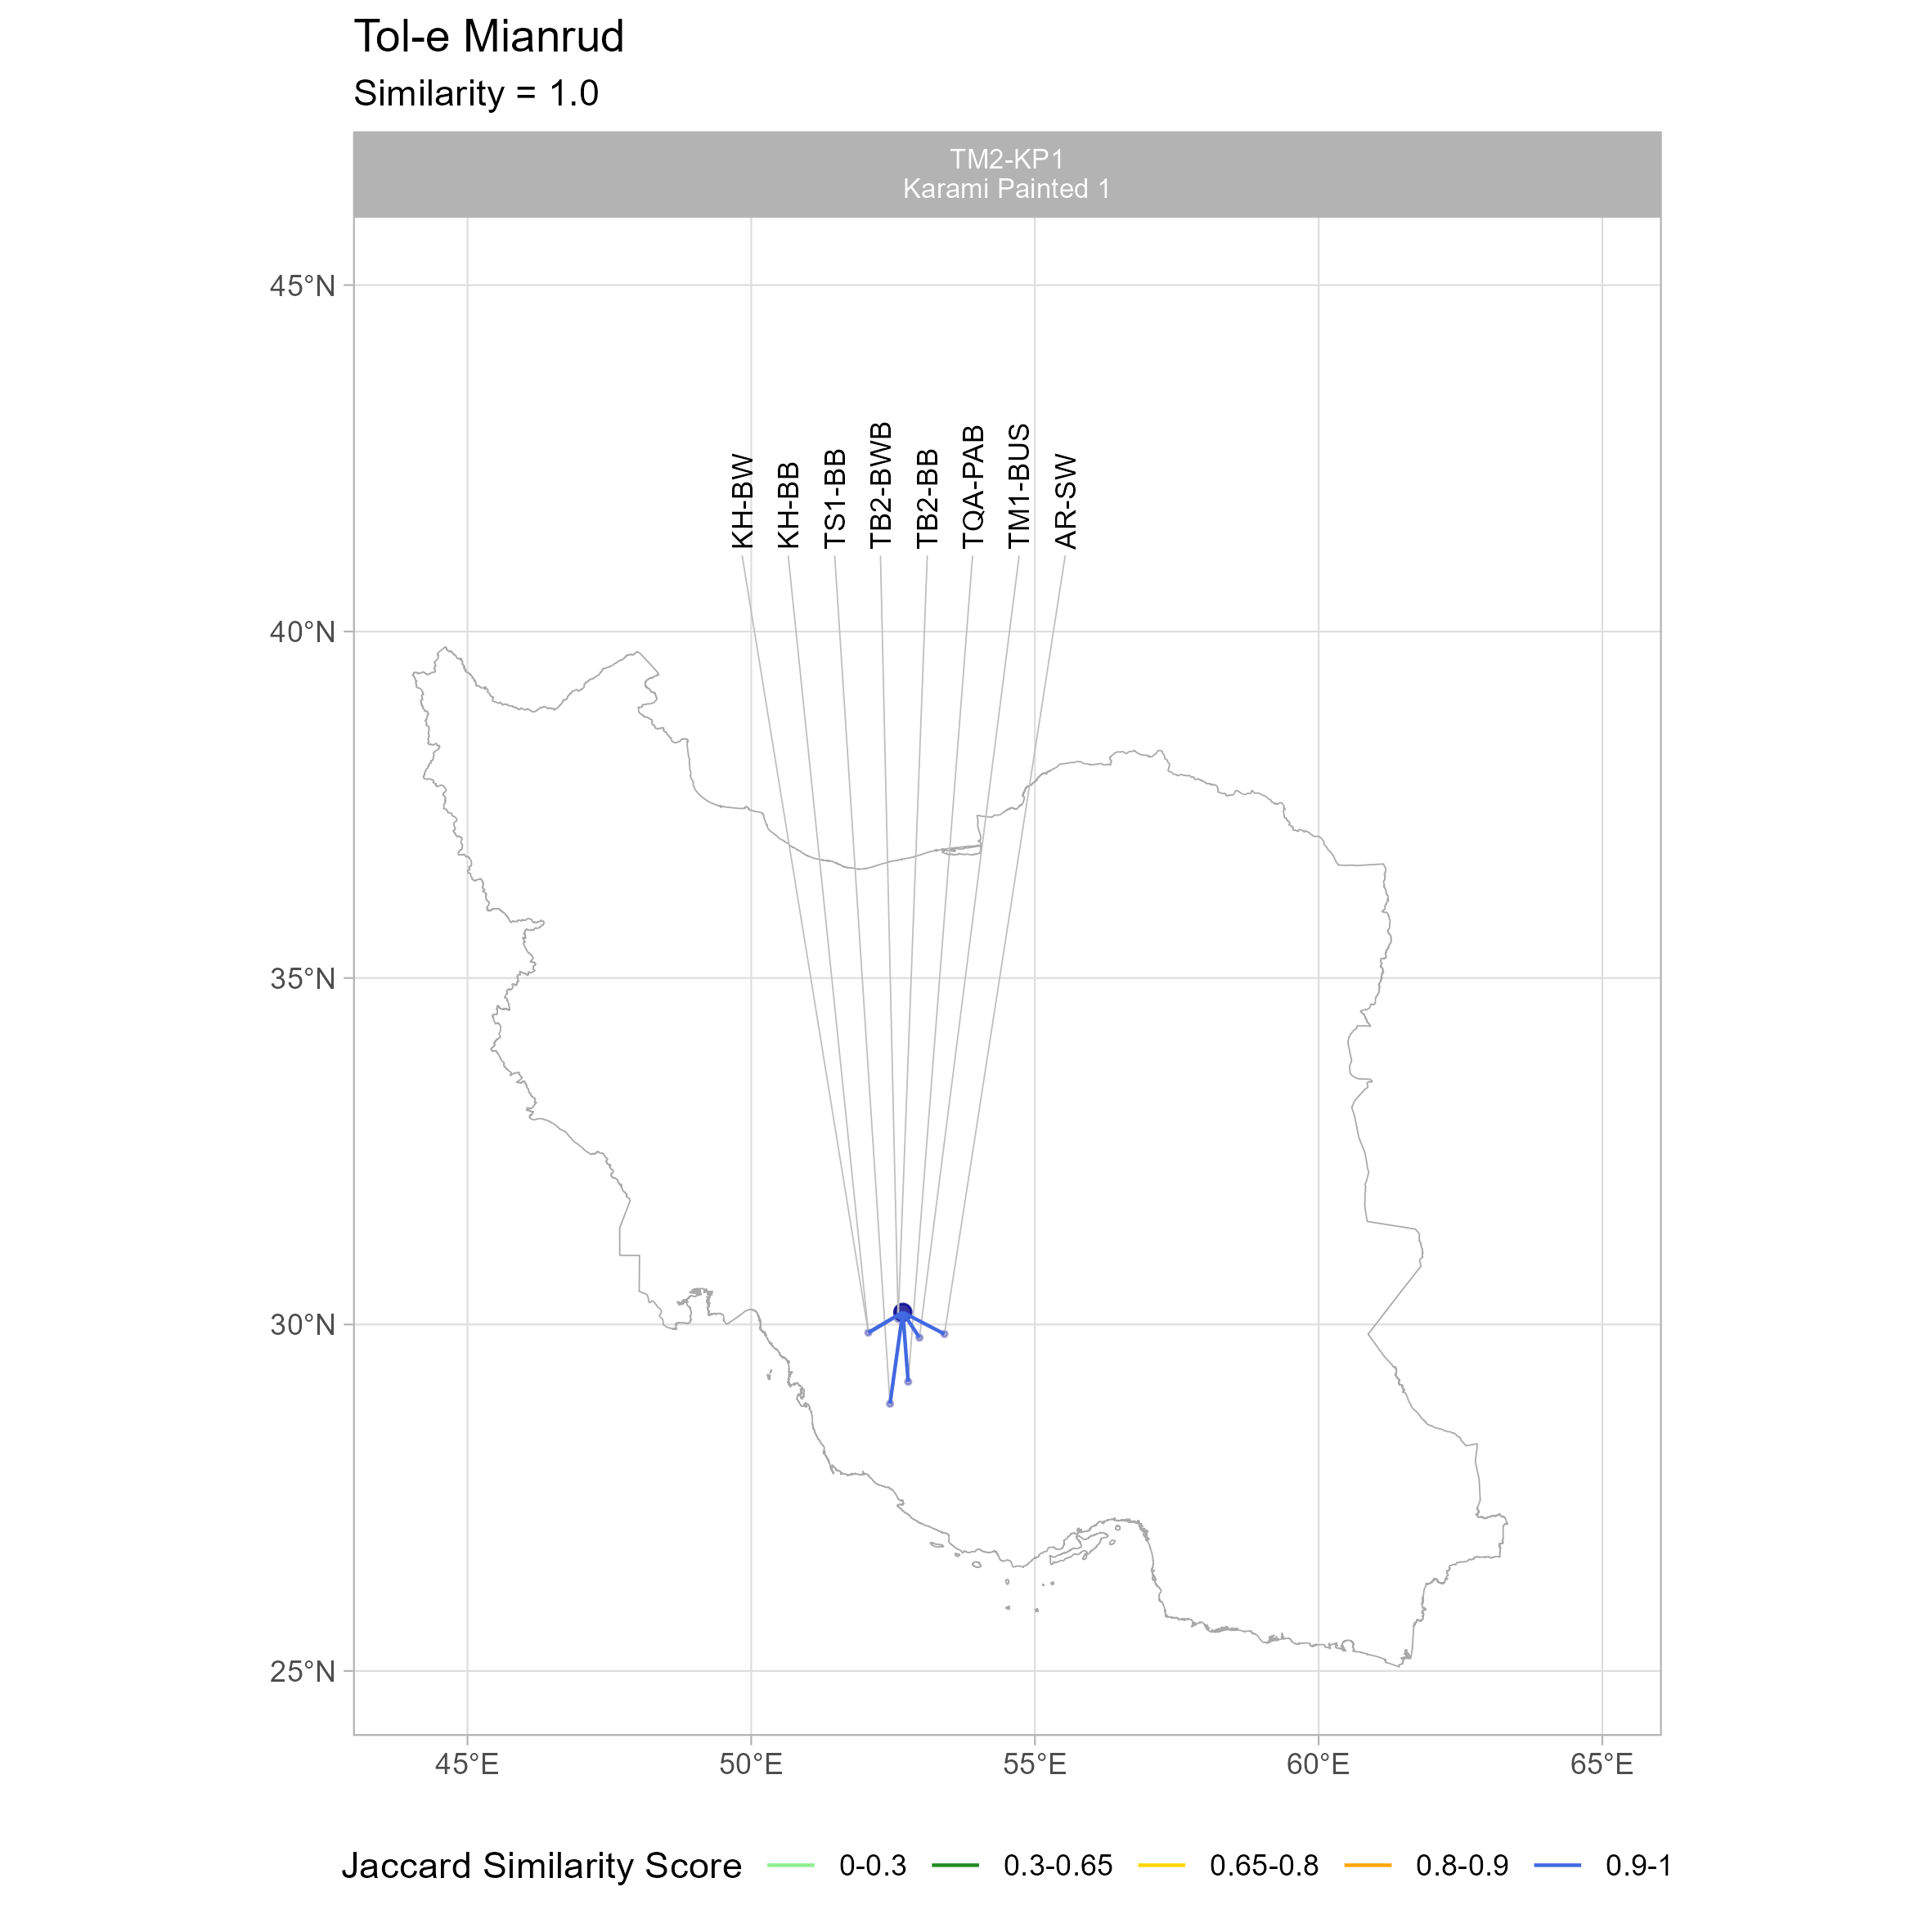 Tol-e Mianrud
Similarity = 1.0
TM2-KP1
Karami Painted 1
45°N
40°N
35°N
30°N
25°N
KH-BW
KH-BB
TS1-BB
TB2-BWB
TB2-BB
TQA-PAB
TM1-BUS
AR-SW
45°E 50°E 55°E 60°E 65°E
Jaccard Similarity Score 0-0.3 0.3-0.65 0.65-0.8 0.8-0.9 0.9-1